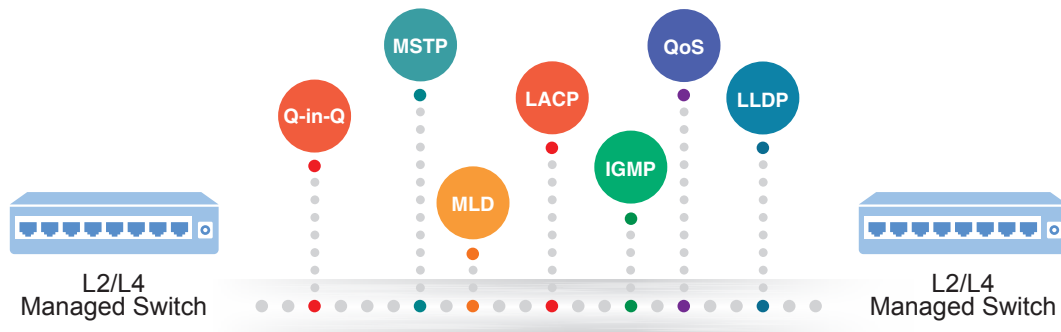 MSTP
QoS
Q-in-Q
LACP
LLDP
IGMP
MLD
L2/L4
Managed Switch
L2/L4
Managed Switch